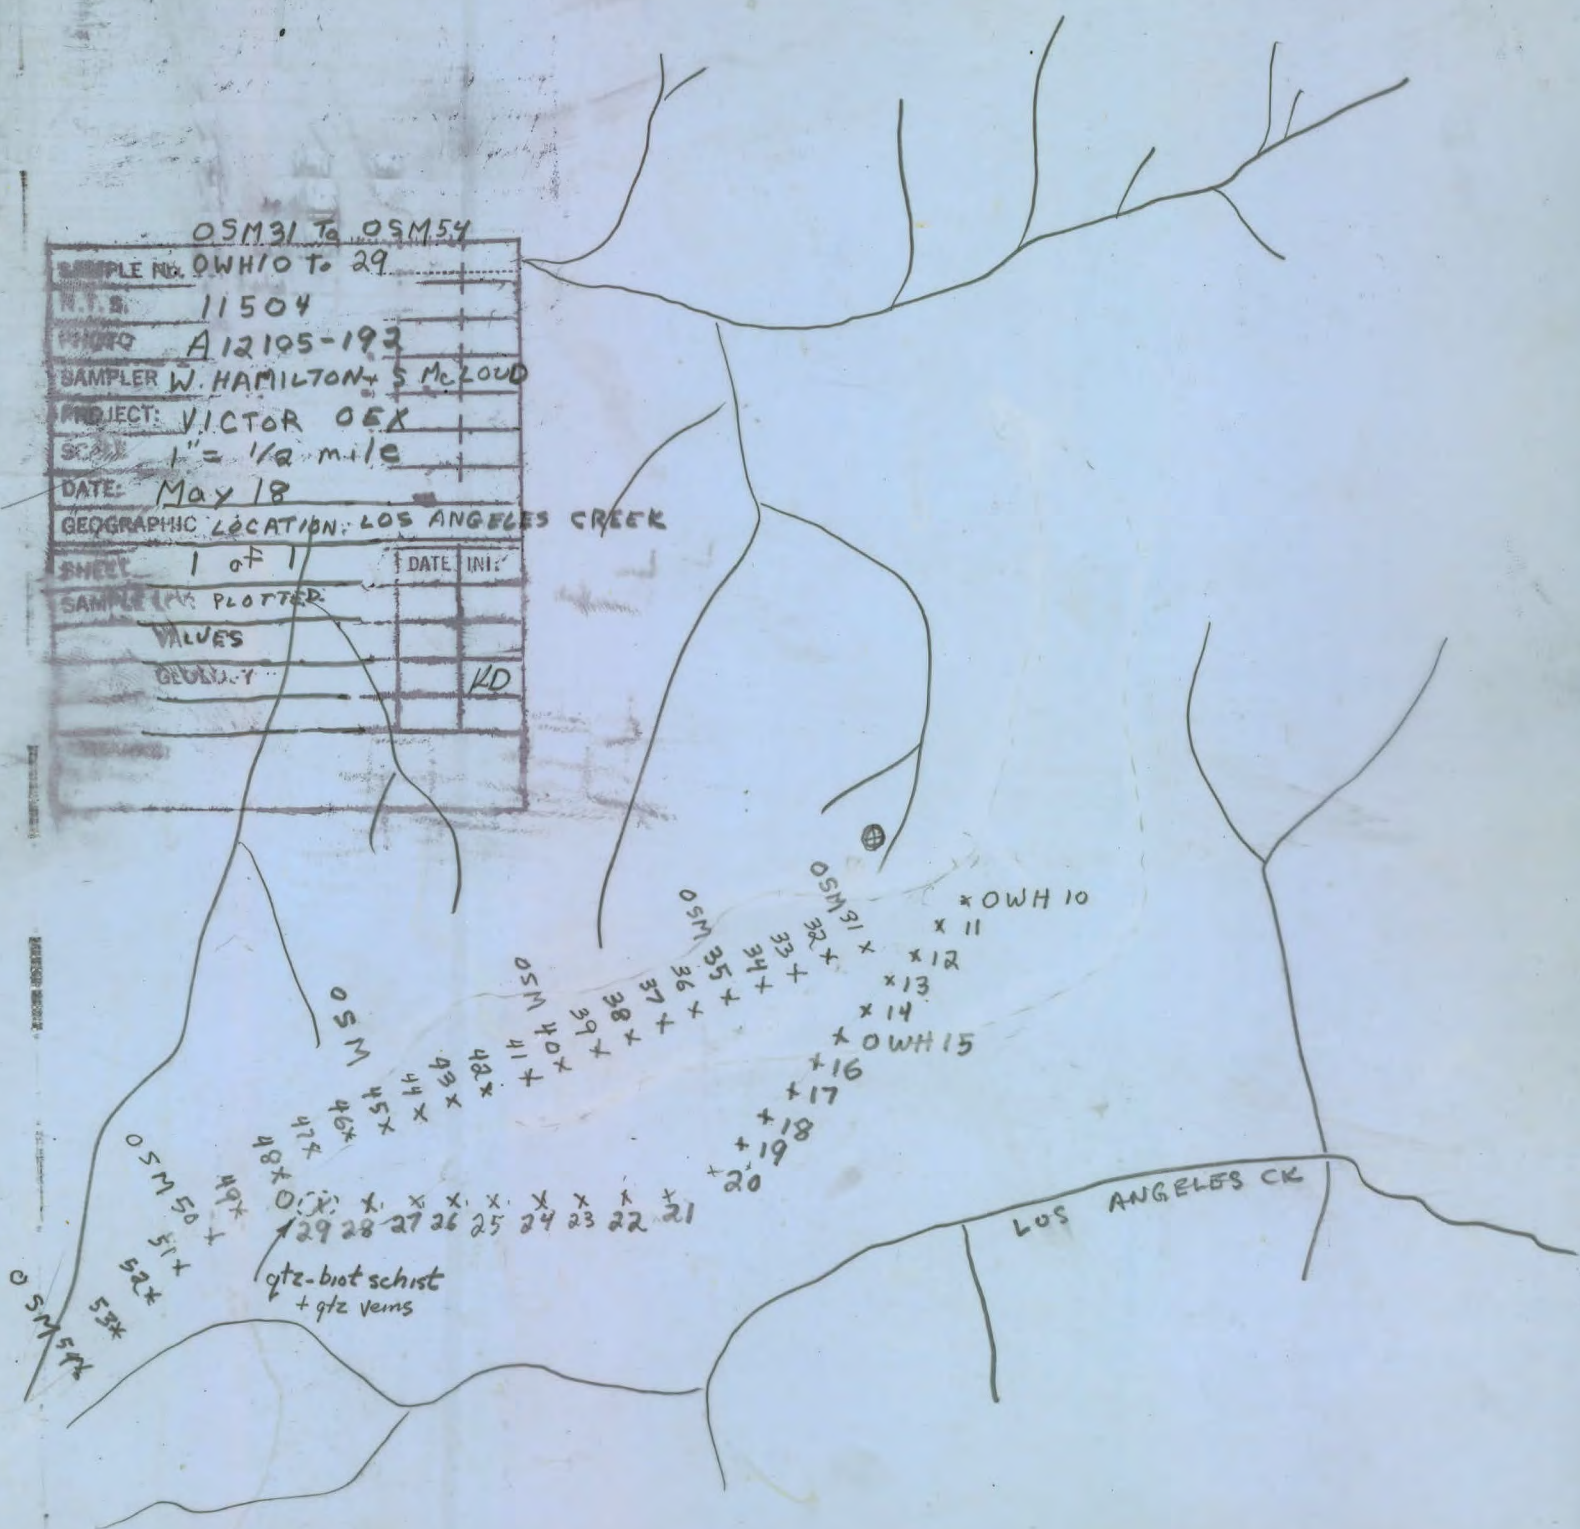 OSM31 To OSM54
SAMPLE No. OWH10 To 29
N.T.S. 11504
PHOTO A12105-192
SAMPLER W. HAMILTON + S McLOUD
PROJECT: VICTOR OEX
SCALE 1" = 1/2 mile
DATE: May 18
GEOGRAPHIC LOCATION: LOS ANGELES CREEK
SHEET 1 of 1 DATE INI:
SAMPLE PLOTTED
VALUES
GEOLOGY KD
OSM31
32
33
34
OSM 35
36
37
38
39
OSM 40
41
42
43
44
OSM 45
46
47
48
49
OSM 50
51
52
53
OSM 54
OWH 10
11
12
13
14
OWH 15
16
17
18
19
20
21
22
23
24
25
26
27
28
29
qtz-biot schist
+ qtz veins
LOS ANGELES CK